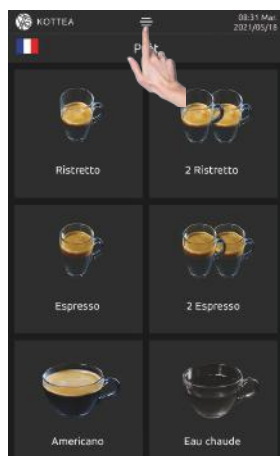 KOTTEA
08:31 Mar.
2021/05/18
Ristretto
2 Ristretto
Espresso
2 Espresso
Americano
Eau chaude